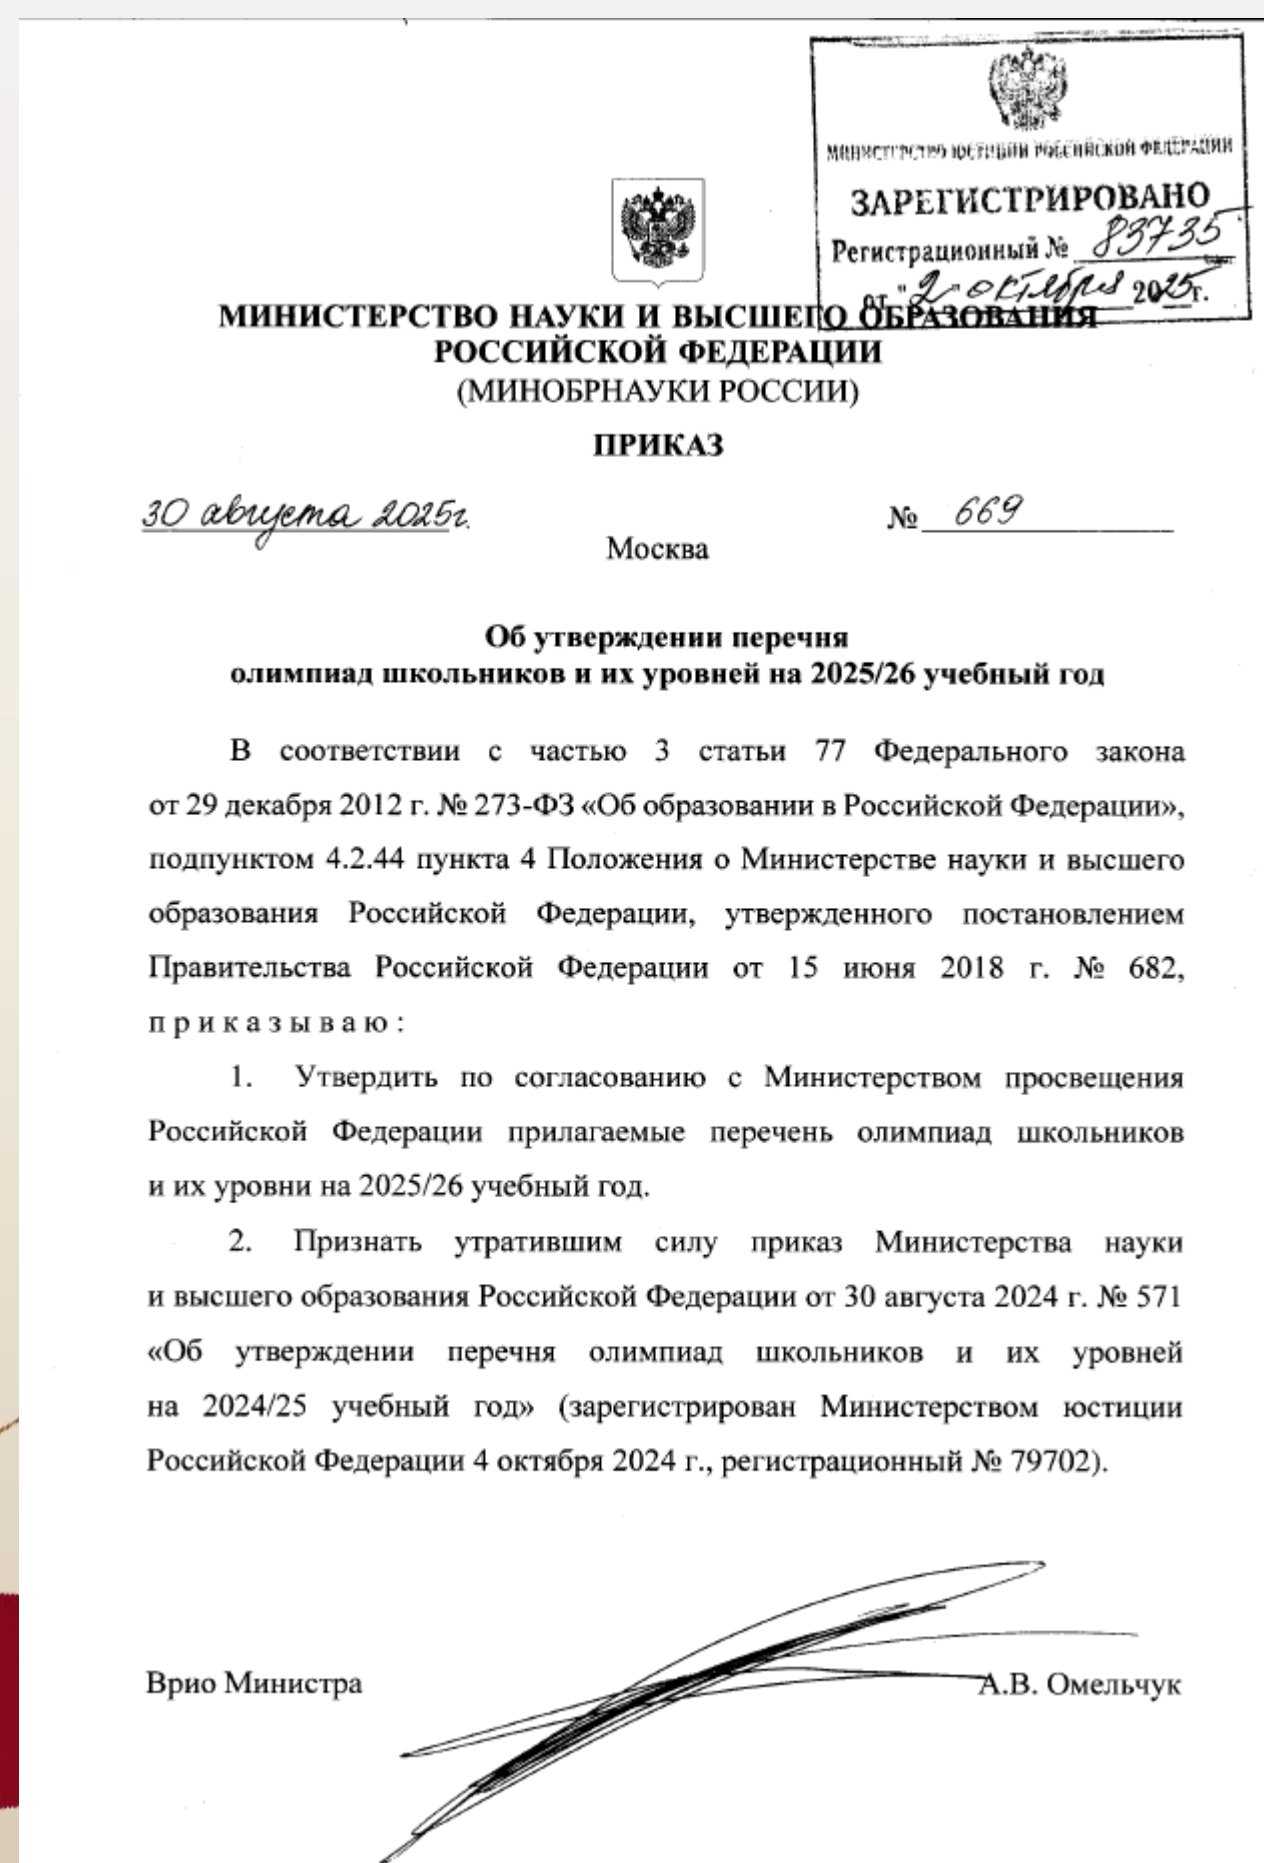 МИНИСТЕРСТВО ЮСТИЦИИ РОССИЙСКОЙ ФЕДЕРАЦИИ
ЗАРЕГИСТРИРОВАНО
Регистрационный № 83735
от "2" октября 2025г.
МИНИСТЕРСТВО НАУКИ И ВЫСШЕГО ОБРАЗОВАНИЯ
РОССИЙСКОЙ ФЕДЕРАЦИИ
(МИНОБРНАУКИ РОССИИ)
ПРИКАЗ
30 августа 2025г.
№ 669
Москва
Об утверждении перечня
олимпиад школьников и их уровней на 2025/26 учебный год
В соответствии с частью 3 статьи 77 Федерального закона
от 29 декабря 2012 г. № 273-ФЗ «Об образовании в Российской Федерации»,
подпунктом 4.2.44 пункта 4 Положения о Министерстве науки и высшего
образования Российской Федерации, утвержденного постановлением
Правительства Российской Федерации от 15 июня 2018 г. № 682,
п р и к а з ы в а ю :
1. Утвердить по согласованию с Министерством просвещения
Российской Федерации прилагаемые перечень олимпиад школьников
и их уровни на 2025/26 учебный год.
2. Признать утратившим силу приказ Министерства науки
и высшего образования Российской Федерации от 30 августа 2024 г. № 571
«Об утверждении перечня олимпиад школьников и их уровней
на 2024/25 учебный год» (зарегистрирован Министерством юстиции
Российской Федерации 4 октября 2024 г., регистрационный № 79702).
Врио Министра
А.В. Омельчук